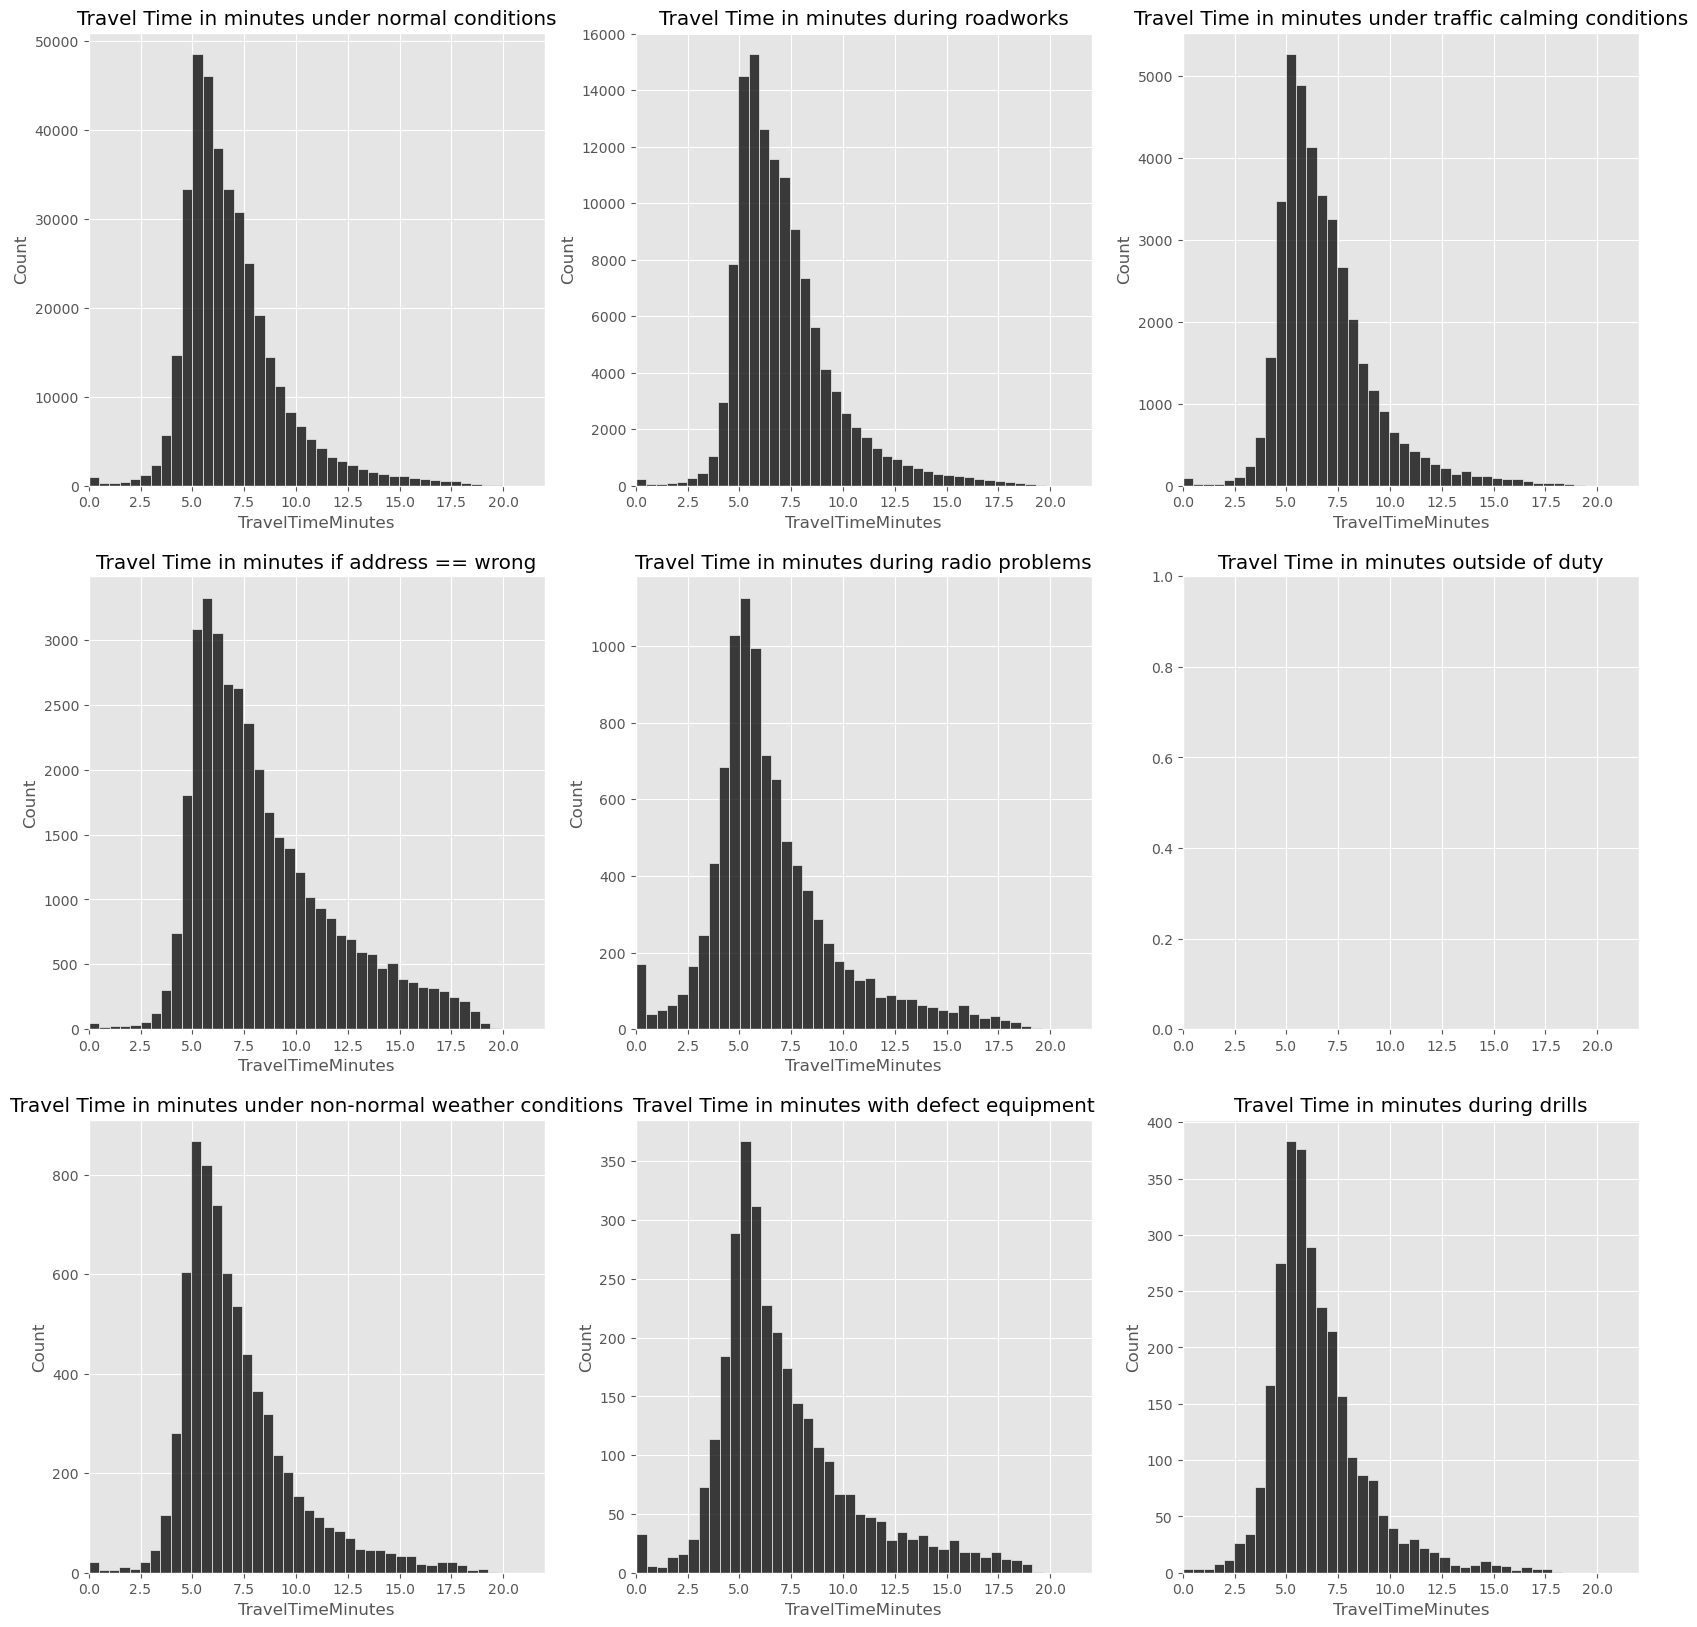 Travel Time in minutes under normal conditions
50000
40000
30000
20000
10000
0
Count
0.0 2.5 5.0 7.5 10.0 12.5 15.0 17.5 20.0
TravelTimeMinutes
Travel Time in minutes during roadworks
16000
14000
12000
10000
8000
6000
4000
2000
0
Count
0.0 2.5 5.0 7.5 10.0 12.5 15.0 17.5 20.0
TravelTimeMinutes
Travel Time in minutes under traffic calming conditions
5000
4000
3000
2000
1000
0
Count
0.0 2.5 5.0 7.5 10.0 12.5 15.0 17.5 20.0
TravelTimeMinutes
Travel Time in minutes if address == wrong
3000
2500
2000
1500
1000
500
0
Count
0.0 2.5 5.0 7.5 10.0 12.5 15.0 17.5 20.0
TravelTimeMinutes
Travel Time in minutes during radio problems
1000
800
600
400
200
0
Count
0.0 2.5 5.0 7.5 10.0 12.5 15.0 17.5 20.0
TravelTimeMinutes
Travel Time in minutes outside of duty
1.0
0.8
0.6
0.4
0.2
0.0
0.0 2.5 5.0 7.5 10.0 12.5 15.0 17.5 20.0
Travel Time in minutes under non-normal weather conditions
800
600
400
200
0
Count
0.0 2.5 5.0 7.5 10.0 12.5 15.0 17.5 20.0
TravelTimeMinutes
Travel Time in minutes with defect equipment
350
300
250
200
150
100
50
0
Count
0.0 2.5 5.0 7.5 10.0 12.5 15.0 17.5 20.0
TravelTimeMinutes
Travel Time in minutes during drills
400
350
300
250
200
150
100
50
0
Count
0.0 2.5 5.0 7.5 10.0 12.5 15.0 17.5 20.0
TravelTimeMinutes